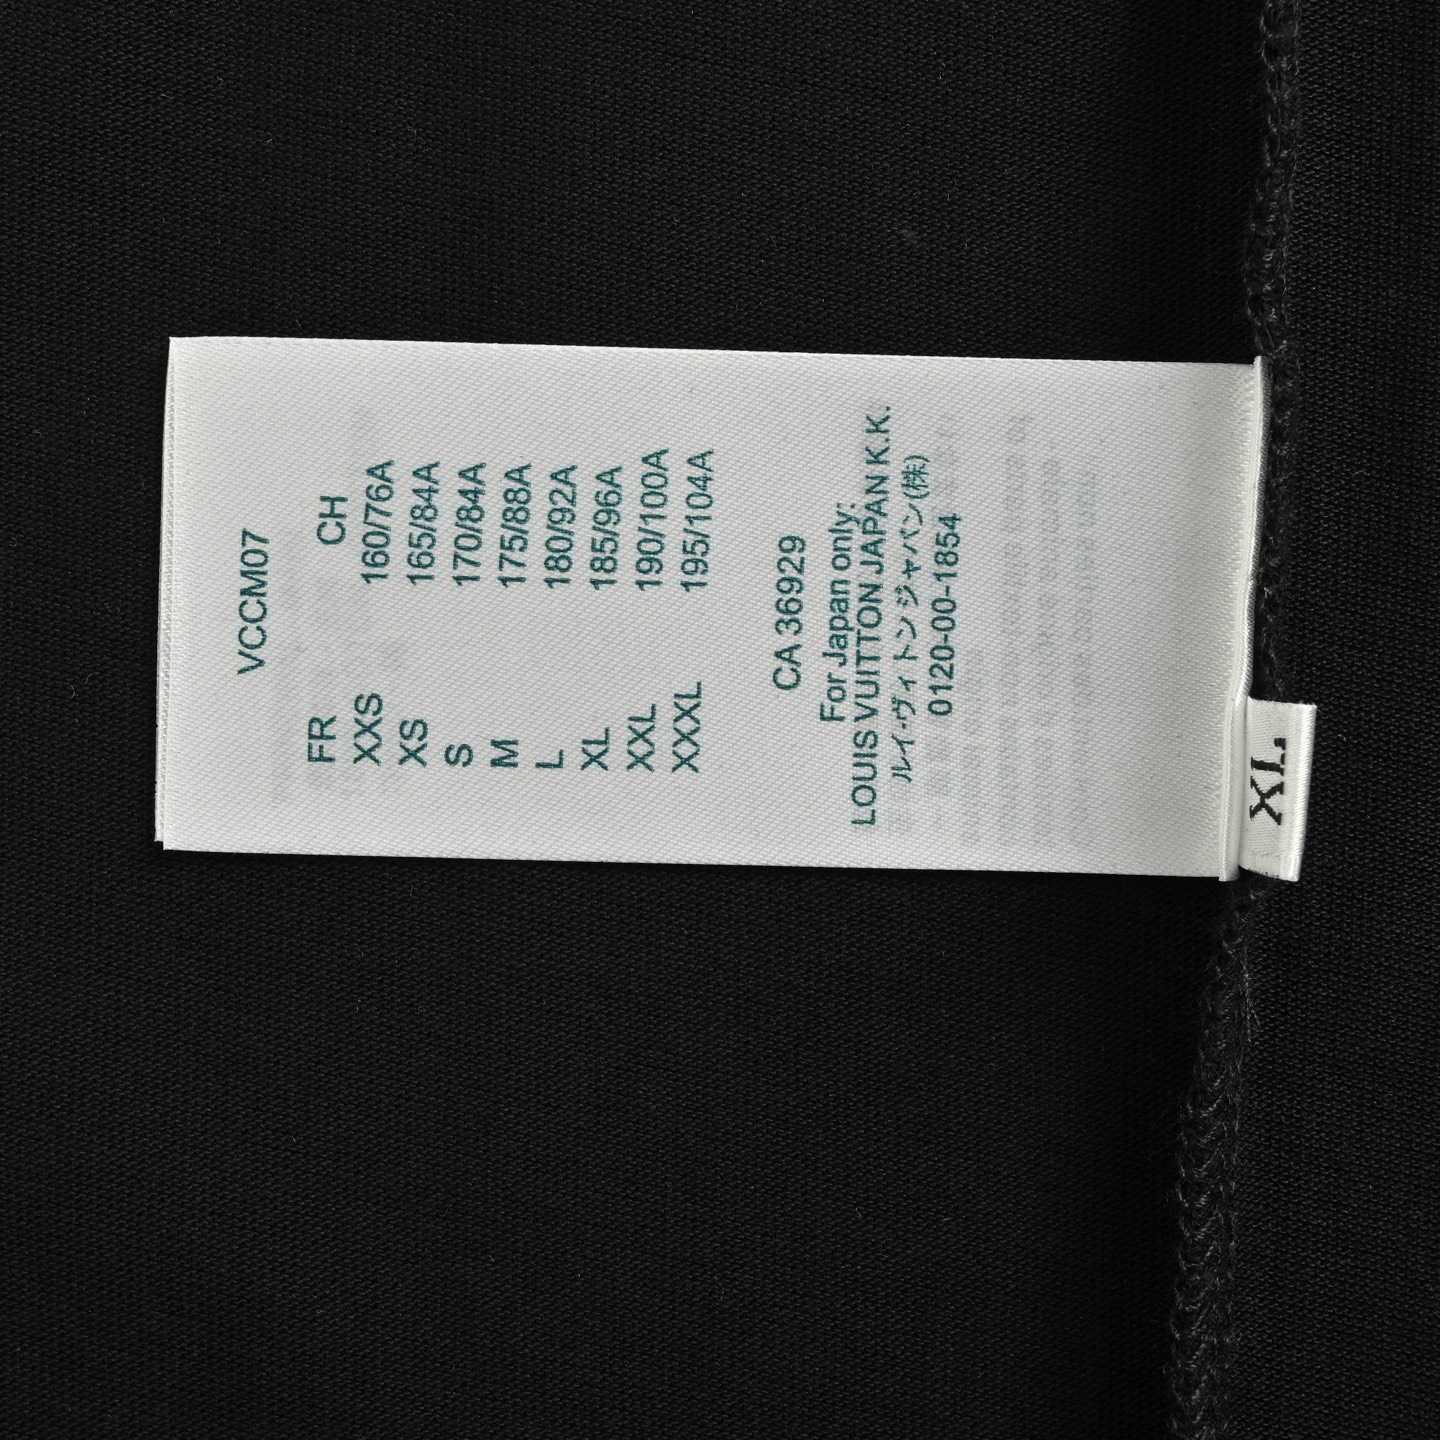 VCCM07
FR CH
XXS 160/76A
XS 165/84A
S 170/84A
M 175/88A
L 180/92A
XL 185/96A
XXL 190/100A
XXXL 195/104A
CA 36929
For Japan only:
LOUIS VUITTON JAPAN K.K.
ルイ・ヴィトン ジャパン(株)
0120-00-1854
XL